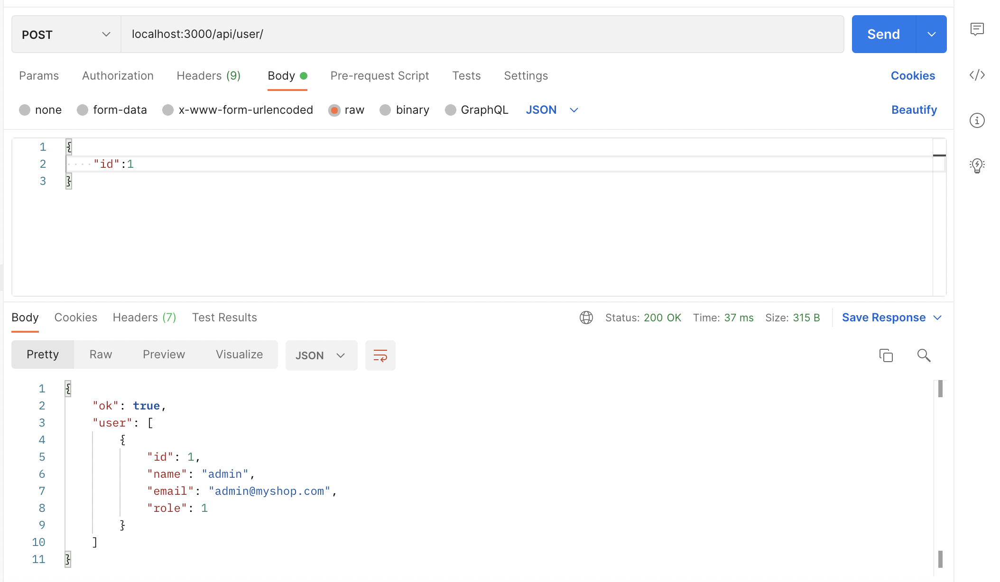 POST localhost:3000/api/user/ Send
Params Authorization Headers (9) Body Pre-request Script Tests Settings Cookies
none form-data x-www-form-urlencoded raw binary GraphQL JSON Beautify
1 {
2 "id":1
3 }
Body Cookies Headers (7) Test Results Status: 200 OK Time: 37 ms Size: 315 B Save Response
Pretty Raw Preview Visualize JSON
1 {
2 "ok": true,
3 "user": [
4 {
5 "id": 1,
6 "name": "admin",
7 "email": "admin@myshop.com",
8 "role": 1
9 }
10 ]
11 }